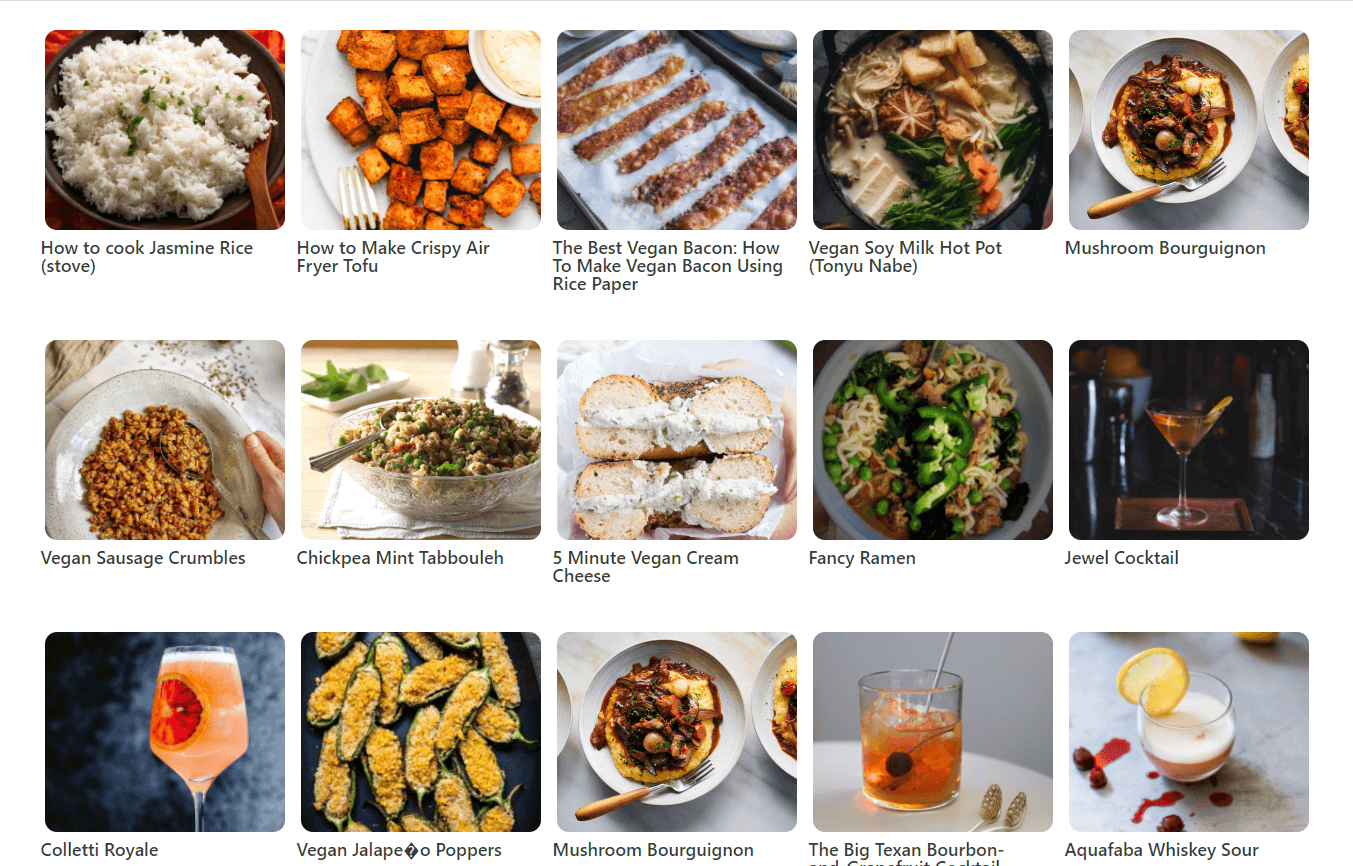 How to cook Jasmine Rice
(stove)
How to Make Crispy Air
Fryer Tofu
The Best Vegan Bacon: How
To Make Vegan Bacon Using
Rice Paper
Vegan Soy Milk Hot Pot
(Tonyu Nabe)
Mushroom Bourguignon
Vegan Sausage Crumbles
Chickpea Mint Tabbouleh
5 Minute Vegan Cream
Cheese
Fancy Ramen
Jewel Cocktail
Colletti Royale
Vegan Jalape�o Poppers
Mushroom Bourguignon
The Big Texan Bourbon-
and-Grapefruit Cocktail
Aquafaba Whiskey Sour